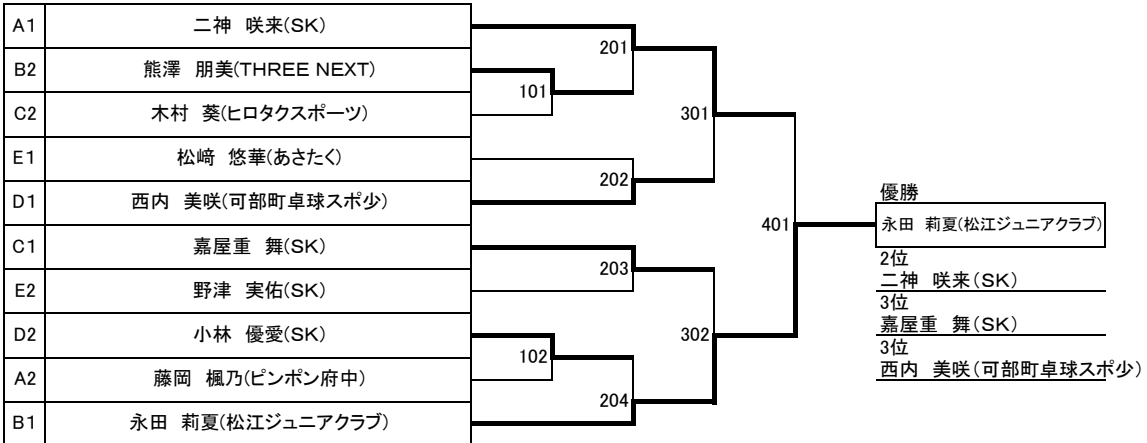 A1 二神　咲来(SK)
B2 熊澤　朋美(THREE NEXT)
C2 木村　葵(ヒロタクスポーツ)
E1 松﨑　悠華(あさたく)
D1 西内　美咲(可部町卓球スポ少)
C1 嘉屋重　舞(SK)
E2 野津　実佑(SK)
D2 小林　優愛(SK)
A2 藤岡　楓乃(ピンポン府中)
B1 永田　莉夏(松江ジュニアクラブ)
101
102
201
202
203
204
301
302
401
優勝
永田　莉夏(松江ジュニアクラブ)
2位
二神　咲来(SK)
3位
嘉屋重　舞(SK)
3位
西内　美咲(可部町卓球スポ少)